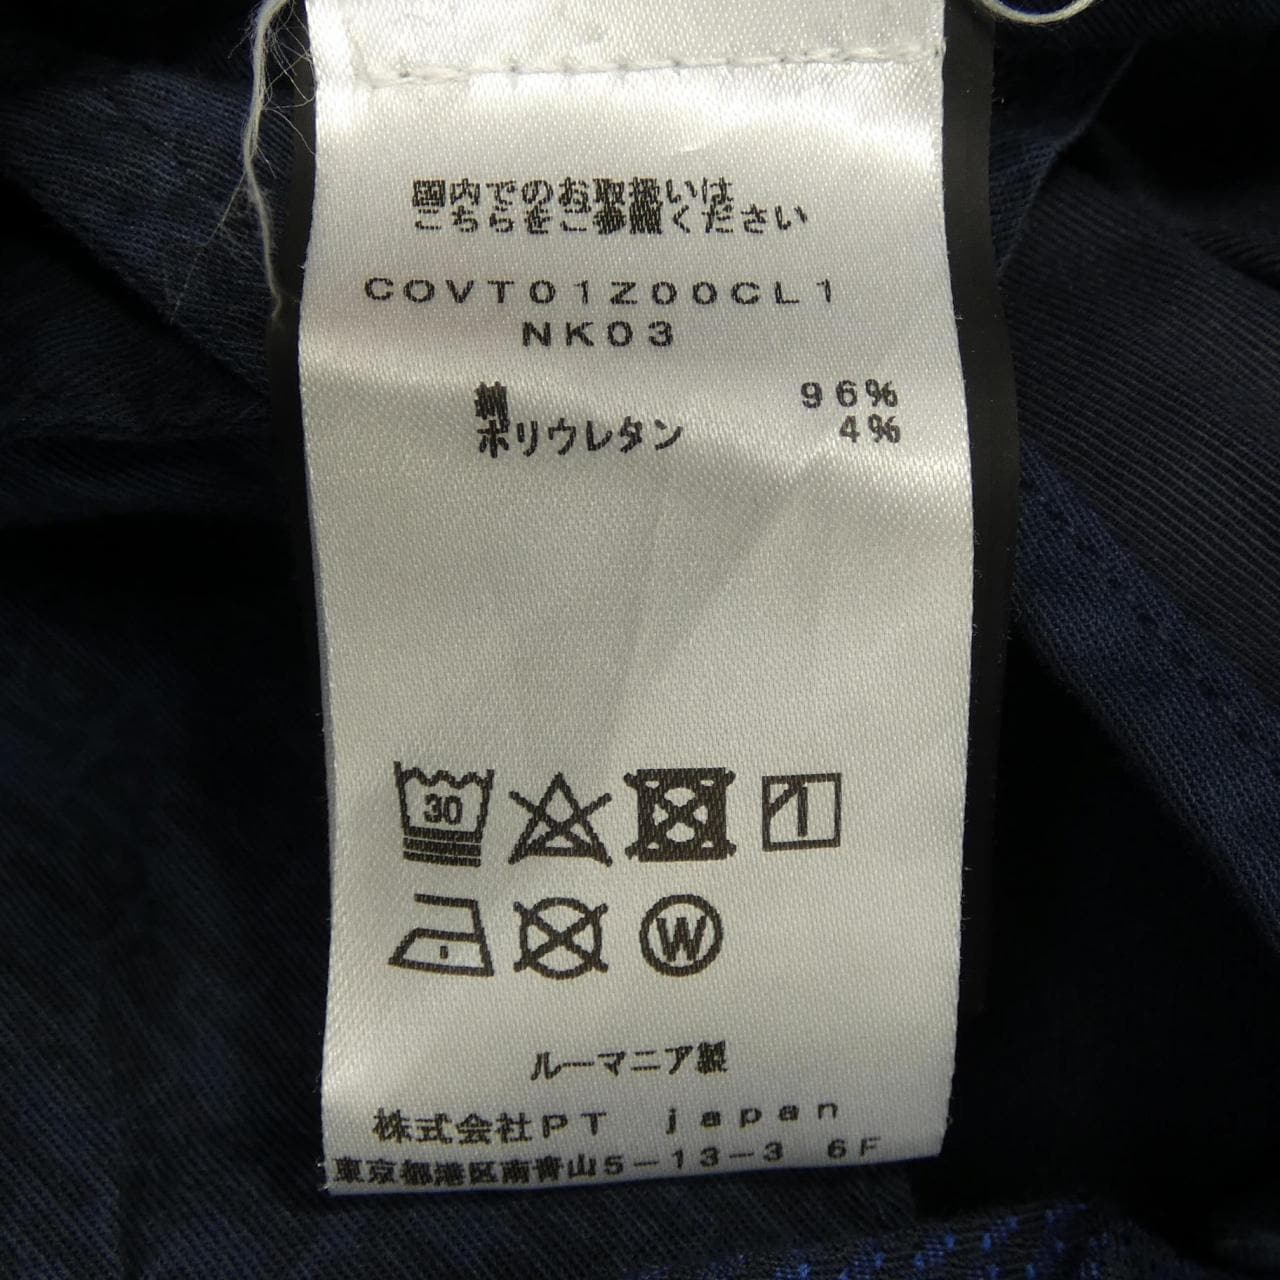 国内でのお取扱いは
こちらをご参照ください
COVT01Z00CL1
NK03
綿 96%
ポリウレタン 4%
30
W
ルーマニア製
株式会社PT japan
東京都港区南青山5-13-3 6F